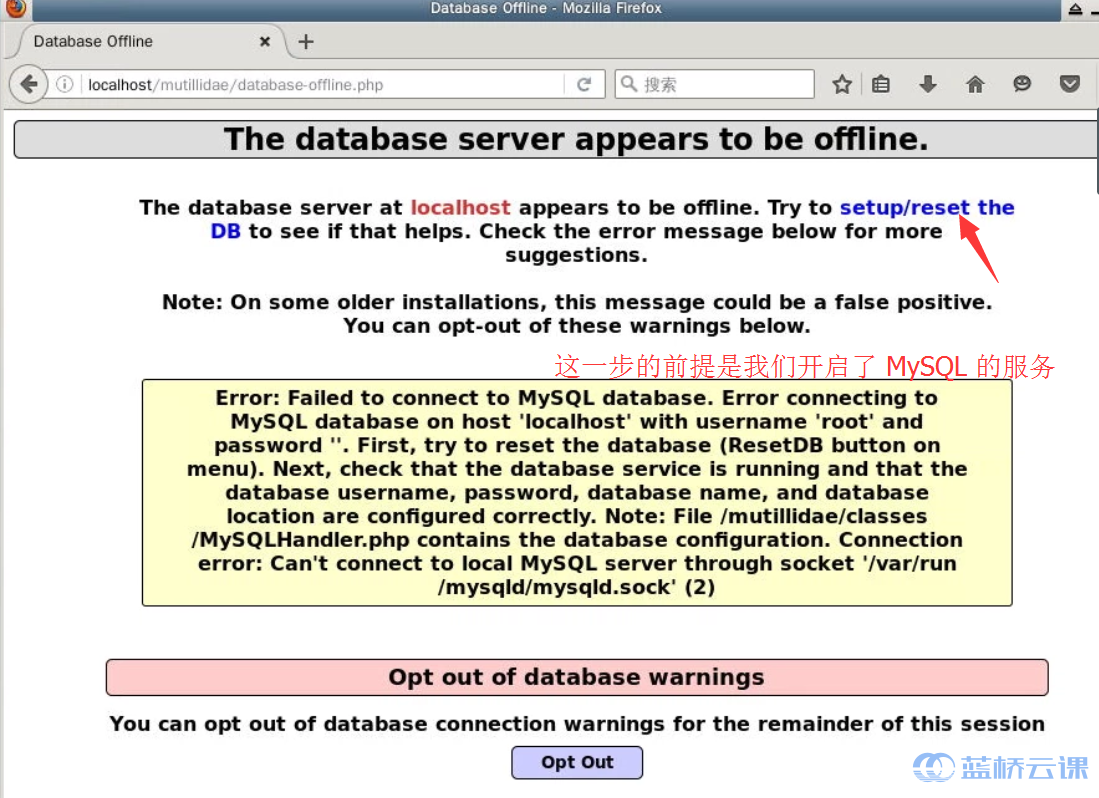 Database Offline - Mozilla Firefox
Database Offline
localhost/mutillidae/database-offline.php
搜索
The database server appears to be offline.
The database server at localhost appears to be offline. Try to setup/reset the
DB to see if that helps. Check the error message below for more
suggestions.
Note: On some older installations, this message could be a false positive.
You can opt-out of these warnings below.
这一步的前提是我们开启了 MySQL 的服务
Error: Failed to connect to MySQL database. Error connecting to
MySQL database on host 'localhost' with username 'root' and
password ''. First, try to reset the database (ResetDB button on
menu). Next, check that the database service is running and that the
database username, password, database name, and database
location are configured correctly. Note: File /mutillidae/classes
/MySQLHandler.php contains the database configuration. Connection
error: Can't connect to local MySQL server through socket '/var/run
/mysqld/mysqld.sock' (2)
Opt out of database warnings
You can opt out of database connection warnings for the remainder of this session
Opt Out
蓝桥云课